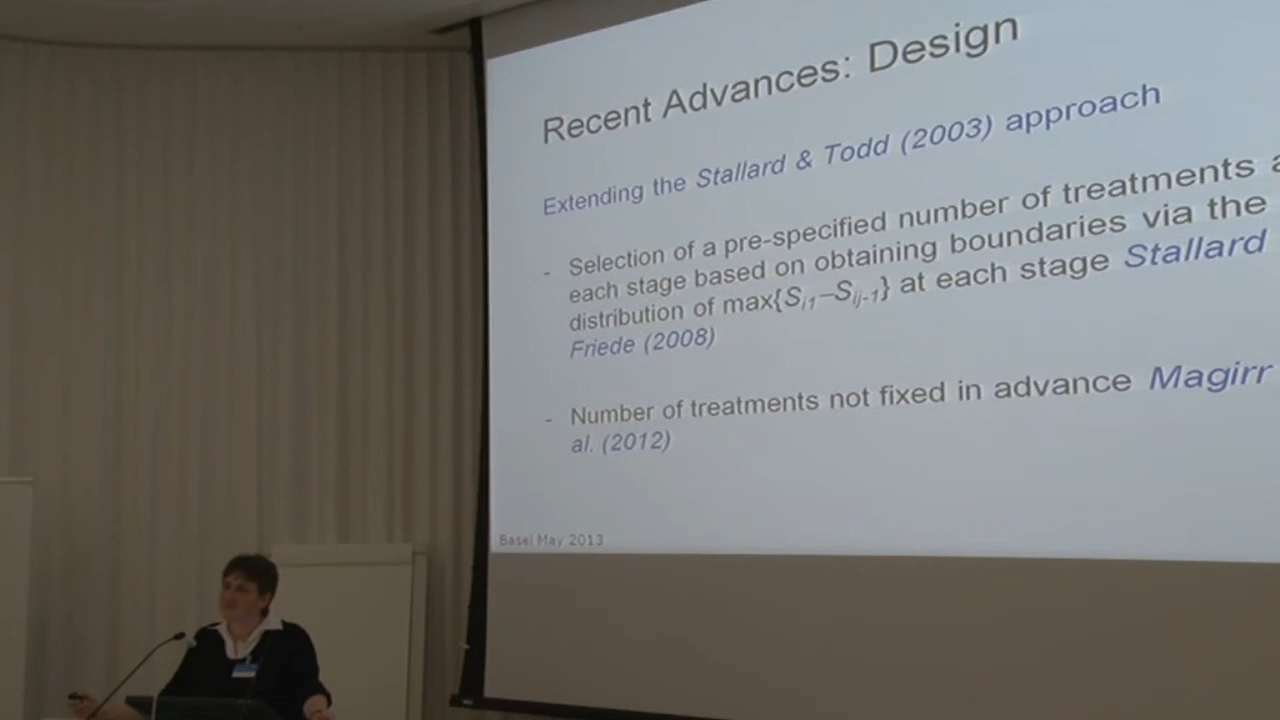 Recent Advances: Design
Extending the Stallard & Todd (2003) approach
- Selection of a pre-specified number of treatments
each stage based on obtaining boundaries via the
distribution of max{Si1–Sij-1} at each stage Stallard
Friede (2008)
- Number of treatments not fixed in advance Magirr
al. (2012)
Basel May 2013